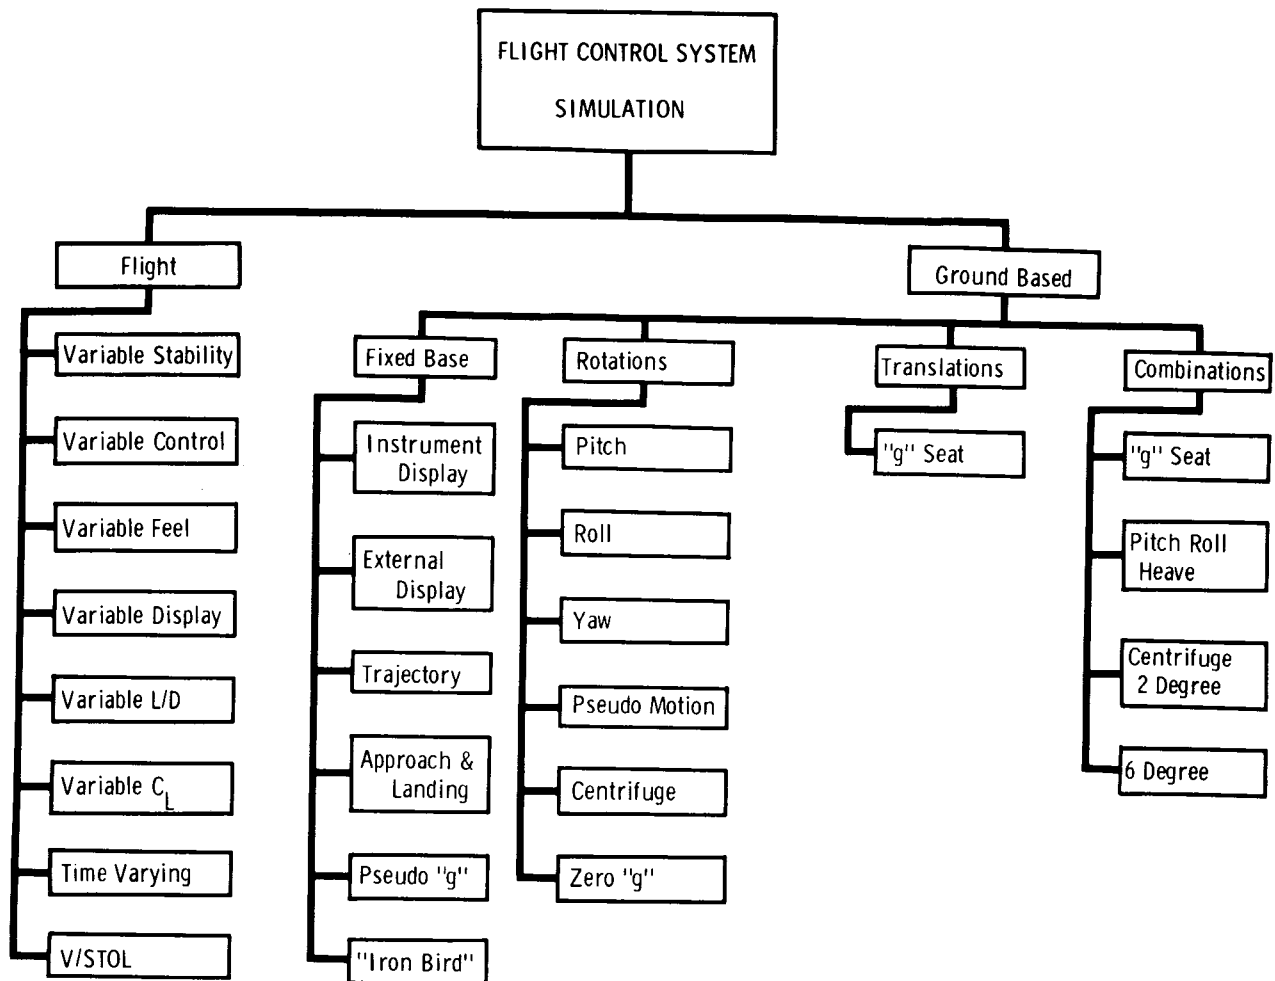 FLIGHT CONTROL SYSTEM
SIMULATION
Flight
Ground Based
Variable Stability
Variable Control
Variable Feel
Variable Display
Variable L/D
Variable C_L
Time Varying
V/STOL
Fixed Base
Instrument
Display
External
Display
Trajectory
Approach &
Landing
Pseudo "g"
"Iron Bird"
Rotations
Pitch
Roll
Yaw
Pseudo Motion
Centrifuge
Zero "g"
Translations
"g" Seat
Combinations
"g" Seat
Pitch Roll
Heave
Centrifuge
2 Degree
6 Degree